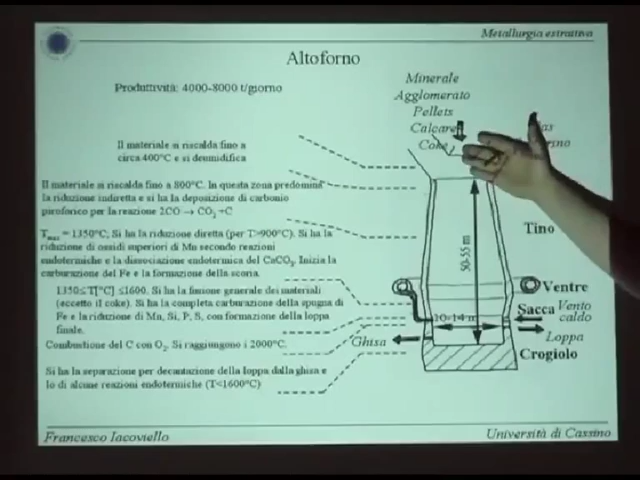 Metallurgia estrattiva
Altoforno
Produttività: 4000-8000 t/giorno
Minerale
Agglomerato
Pellets
Calcare
Coke
Il materiale si riscalda fino a
circa 400°C e si deumidifica
Il materiale si riscalda fino a 800°C. In questa zona predomina
la riduzione indiretta e si ha la deposizione di carbonio
piroforico per la reazione 2CO → CO₂+C
Tmax = 1350°C; Si ha la riduzione diretta (per T>900°C). Si ha la
riduzione di ossidi superiori di Mn secondo reazioni
endotermiche e la dissociazione endotermica del CaCO₃. Inizia la
carburazione del Fe e la formazione della scoria.
1350≤T[°C] ≤1600. Si ha la fusione generale dei materiali
(eccetto il coke). Si ha la completa carburazione della spugna di
Fe e la riduzione di Mn, Si, P, S, con formazione della loppa
finale.
Combustione del C con O₂. Si raggiungono i 2000°C.
Si ha la separazione per decantazione della loppa dalla ghisa e
lo di alcune reazioni endotermiche (T<1600°C)
50-55 m
Tino
Ventre
Sacca
Vento
caldo
10-14 m
Ghisa
Loppa
Crogiolo
Francesco Iacoviello
Università di Cassino